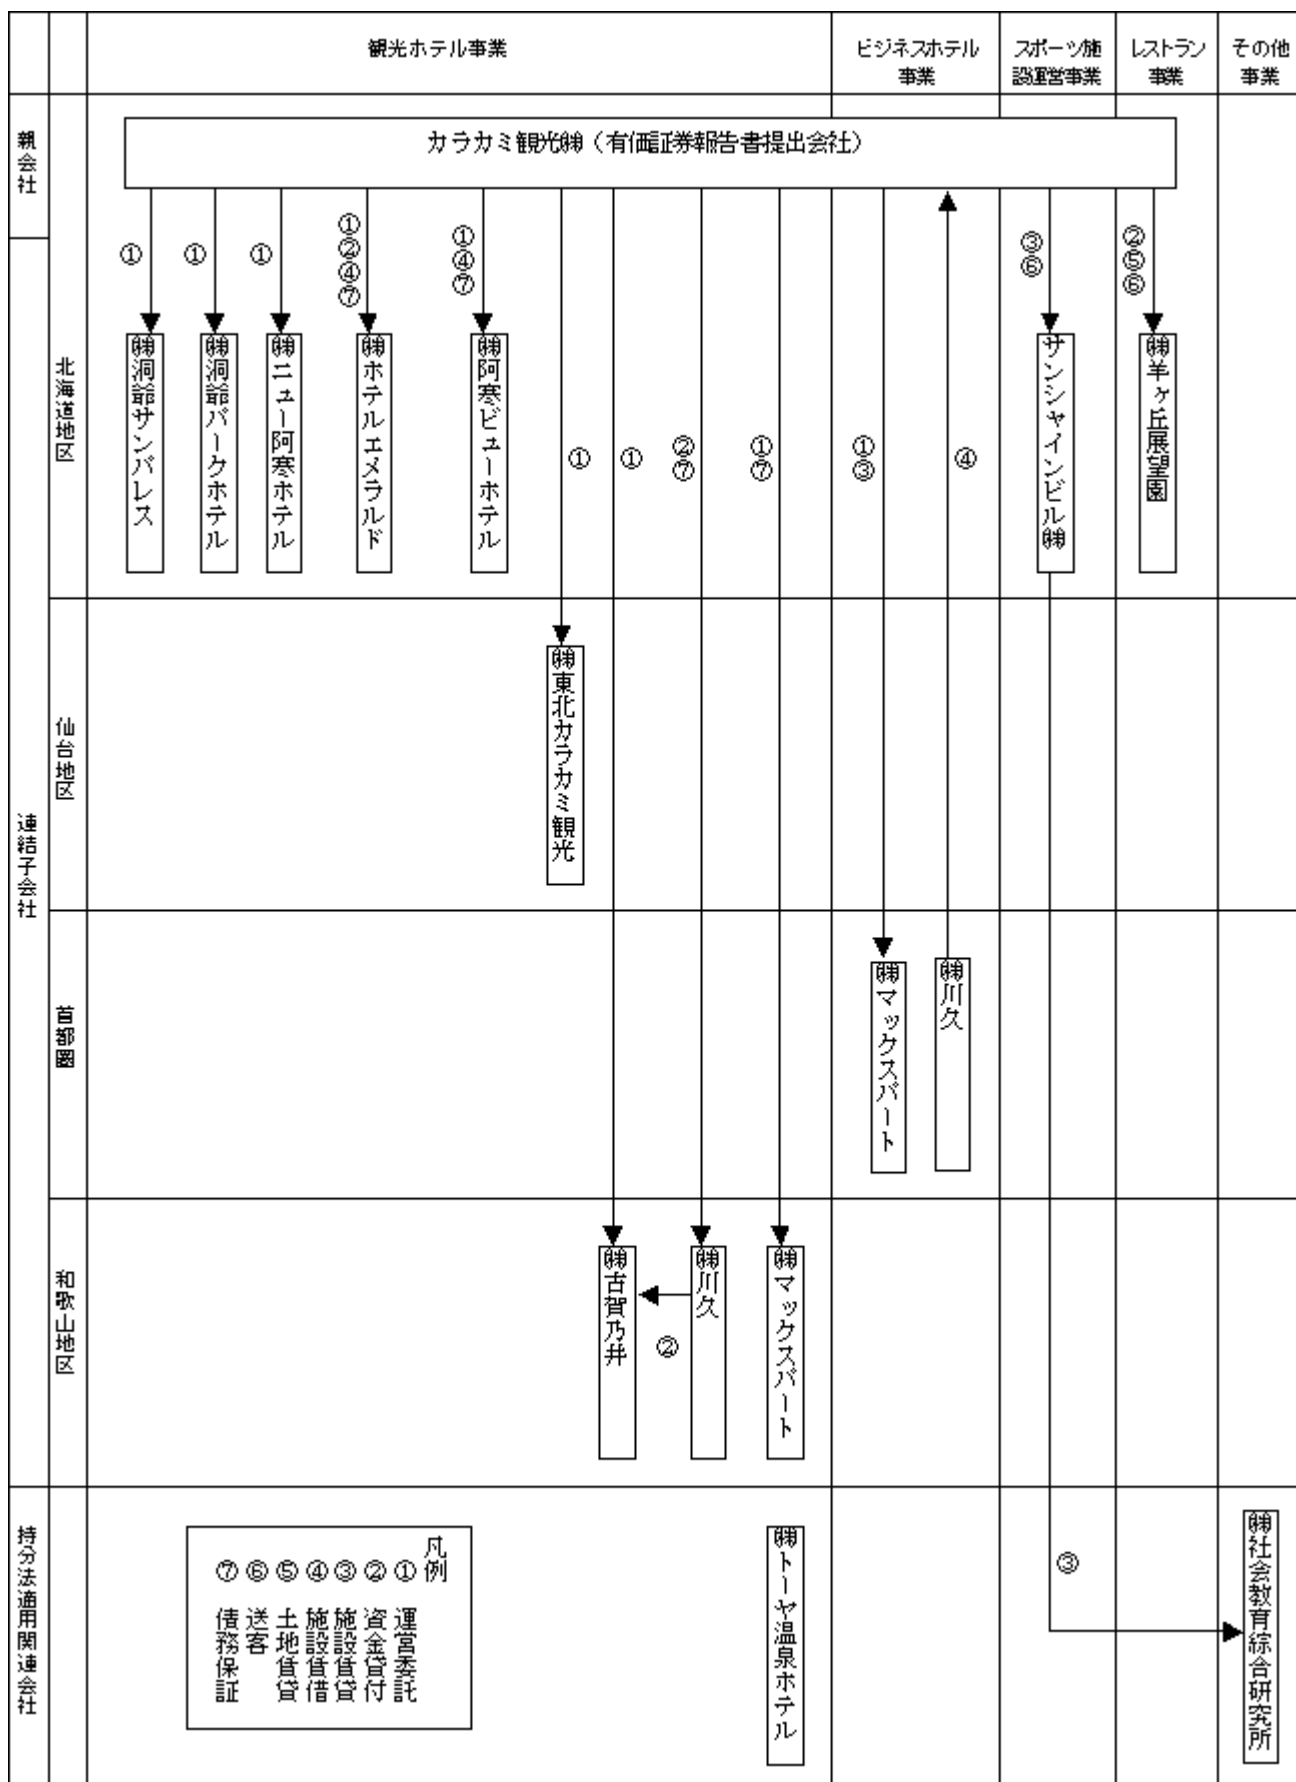 観光ホテル事業
ビジネスホテル
事業
スポーツ施
設運営事業
レストラン
事業
その他
事業
親会社
カラカミ観光㈱（有価証券報告書提出会社）
連結子会社
北海道地区
①
①
①
①②④⑦
①④⑦
①
①
②⑦
①⑦
①③
④
③⑥
②⑤⑥
㈱洞爺サンパレス
㈱洞爺パークホテル
㈱ニュー阿寒ホテル
㈱ホテルエメラルド
㈱阿寒ビューホテル
サンシャインビル㈱
㈱羊ヶ丘展望園
仙台地区
㈱東北カラカミ観光
首都圏
㈱マックスパート
㈱川久
和歌山地区
㈱古賀乃井
②
㈱川久
㈱マックスパート
持分法適用関連会社
凡例
① 運営委託
② 資金貸付
③ 施設賃貸
④ 施設賃借
⑤ 土地賃貸
⑥ 送客
⑦ 債務保証
㈱トーヤ温泉ホテル
③
㈱社会教育綜合研究所